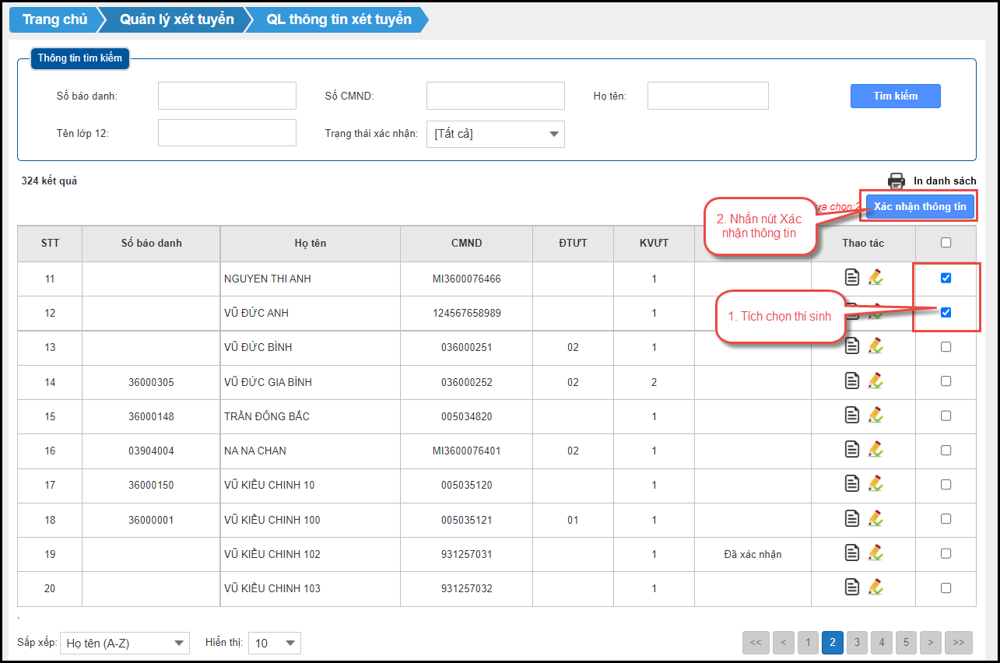 Trang chủ Quản lý xét tuyển QL thông tin xét tuyển
Thông tin tìm kiếm
Số báo danh: Số CMND: Họ tên: Tìm kiếm
Tên lớp 12: Trạng thái xác nhận: [Tất cả]
324 kết quả In danh sách
chọn:2 Xác nhận thông tin
2. Nhấn nút Xác
nhận thông tin
STT Số báo danh Họ tên CMND ĐTƯT KVƯT Thao tác
11 NGUYEN THI ANH MI3600076466 1
12 VŨ ĐỨC ANH 124567658989 1
1. Tích chọn thí sinh
13 VŨ ĐỨC BÌNH 036000251 02 1
14 36000305 VŨ ĐỨC GIA BÌNH 036000252 02 2
15 36000148 TRẦN ĐÔNG BẮC 005034820 1
16 03904004 NA NA CHAN MI3600076401 02 1
17 36000150 VŨ KIỀU CHINH 10 005035120 1
18 36000001 VŨ KIỀU CHINH 100 005035121 01 1
19 VŨ KIỀU CHINH 102 931257031 1 Đã xác nhận
20 VŨ KIỀU CHINH 103 931257032 1
,
Sắp xếp: Họ tên (A-Z) Hiển thị: 10 << < 1 2 3 4 5 > >>